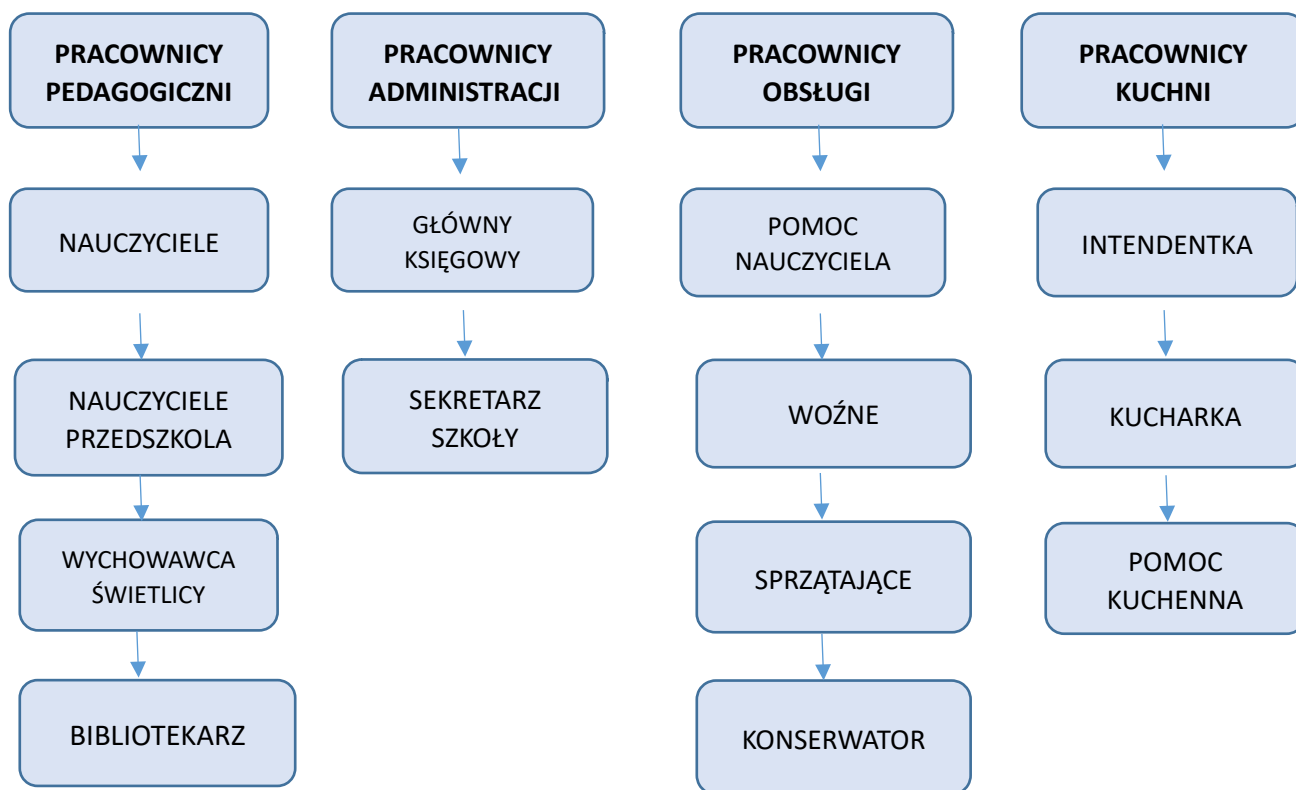 PRACOWNICY
PEDAGOGICZNI
NAUCZYCIELE
NAUCZYCIELE
PRZEDSZKOLA
WYCHOWAWCA
ŚWIETLICY
BIBLIOTEKARZ
PRACOWNICY
ADMINISTRACJI
GŁÓWNY
KSIĘGOWY
SEKRETARZ
SZKOŁY
PRACOWNICY
OBSŁUGI
POMOC
NAUCZYCIELA
WOŹNE
SPRZĄTAJĄCE
KONSERWATOR
PRACOWNICY
KUCHNI
INTENDENTKA
KUCHARKA
POMOC
KUCHENNA